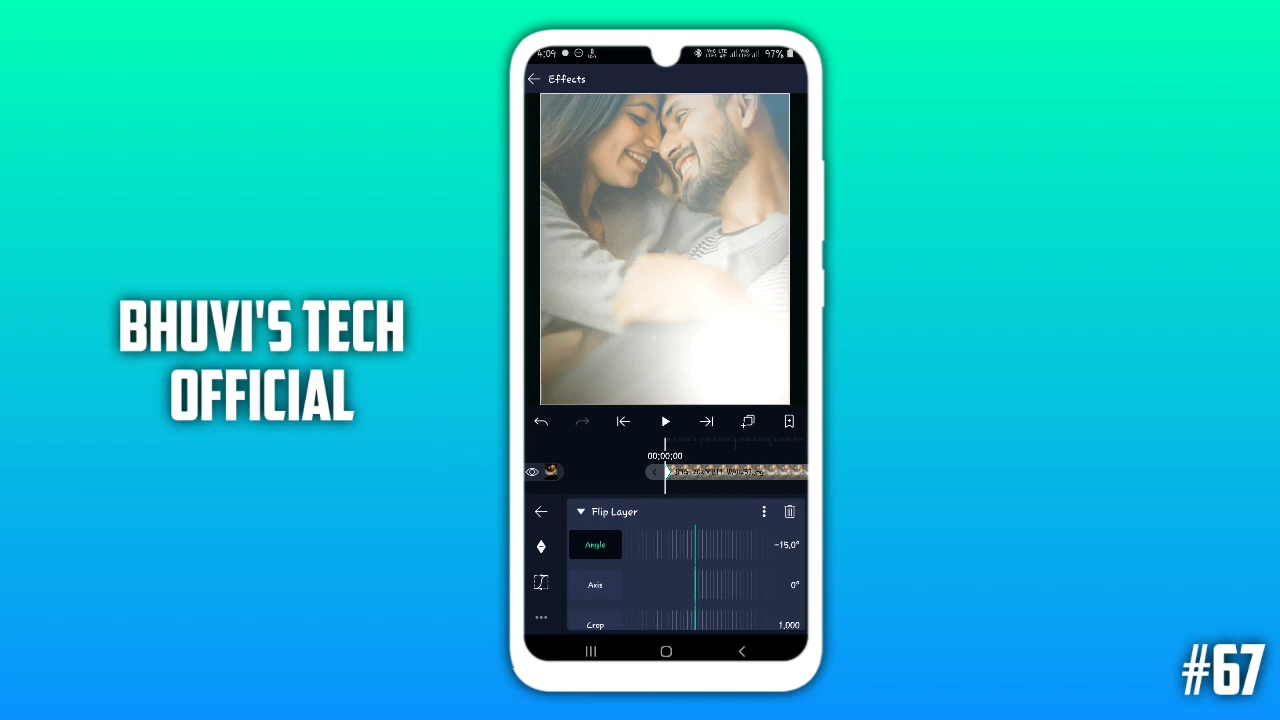 4:09
97%
Effects
BHUVI'S TECH
OFFICIAL
00;00;00
Flip Layer
Angle
-15.0°
Axis
0°
Crop
1.000
#67